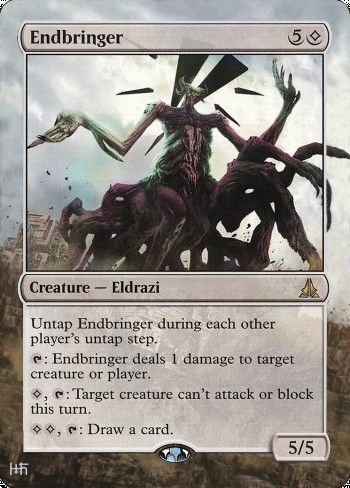 Endbringer 5◇
Creature — Eldrazi
Untap Endbringer during each other
player's untap step.
: Endbringer deals 1 damage to target
creature or player.
◇, : Target creature can't attack or block
this turn.
◇◇, : Draw a card.
5/5